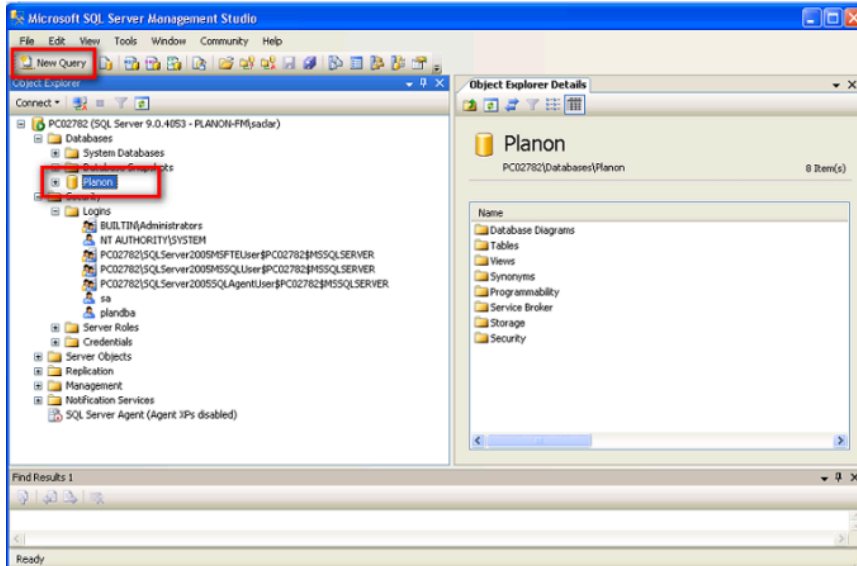 Microsoft SQL Server Management Studio
File Edit View Tools Window Community Help
New Query
Object Explorer
Connect
PC02782 (SQL Server 9.0.4053 - PLANON-FM\sadar)
Databases
System Databases
Database Snapshots
Planon
Security
Logins
BUILTIN\Administrators
NT AUTHORITY\SYSTEM
PC02782\SQLServer2005MSFTEUser$PC02782$MSSQLSERVER
PC02782\SQLServer2005MSSQLUser$PC02782$MSSQLSERVER
PC02782\SQLServer2005SQLAgentUser$PC02782$MSSQLSERVER
sa
plandba
Server Roles
Credentials
Server Objects
Replication
Management
Notification Services
SQL Server Agent (Agent XPs disabled)
Object Explorer Details
Planon
PC02782\Databases\Planon 8 Item(s)
Name
Database Diagrams
Tables
Views
Synonyms
Programmability
Service Broker
Storage
Security
Find Results 1
Ready